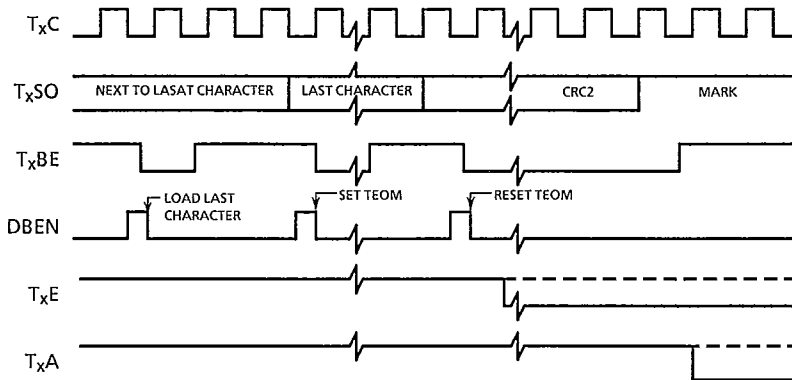 TxC
TxSO
NEXT TO LASAT CHARACTER
LAST CHARACTER
CRC2
MARK
TxBE
LOAD LAST
CHARACTER
SET TEOM
RESET TEOM
DBEN
TxE
TxA